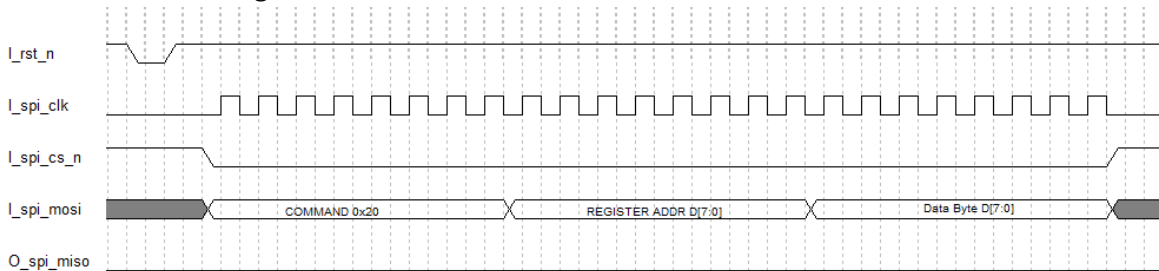 I_rst_n
I_spi_clk
I_spi_cs_n
I_spi_mosi COMMAND 0x20 REGISTER ADDR D[7:0] Data Byte D[7:0]
O_spi_miso